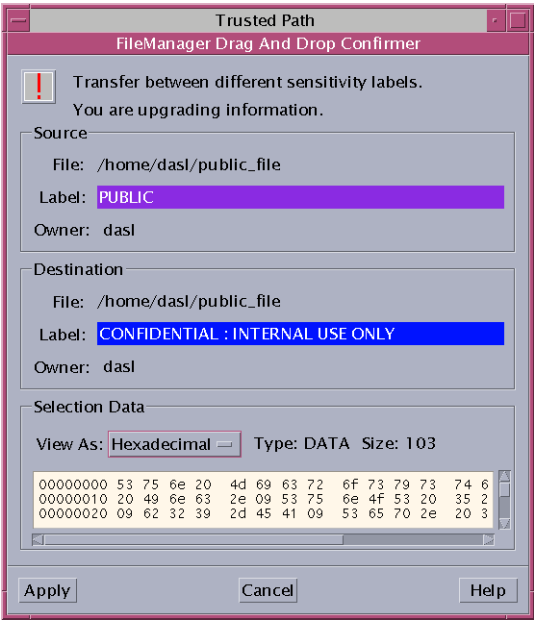 Trusted Path
FileManager Drag And Drop Confirmer
! Transfer between different sensitivity labels.
You are upgrading information.
Source
File: /home/dasl/public_file
Label: PUBLIC
Owner: dasl
Destination
File: /home/dasl/public_file
Label: CONFIDENTIAL : INTERNAL USE ONLY
Owner: dasl
Selection Data
View As: Hexadecimal Type: DATA Size: 103
00000000 53 75 6e 20 4d 69 63 72 6f 73 79 73 74 6
00000010 20 49 6e 63 2e 09 53 75 6e 4f 53 20 35 2
00000020 09 62 32 39 2d 45 41 09 53 65 70 2e 20 3
Apply Cancel Help